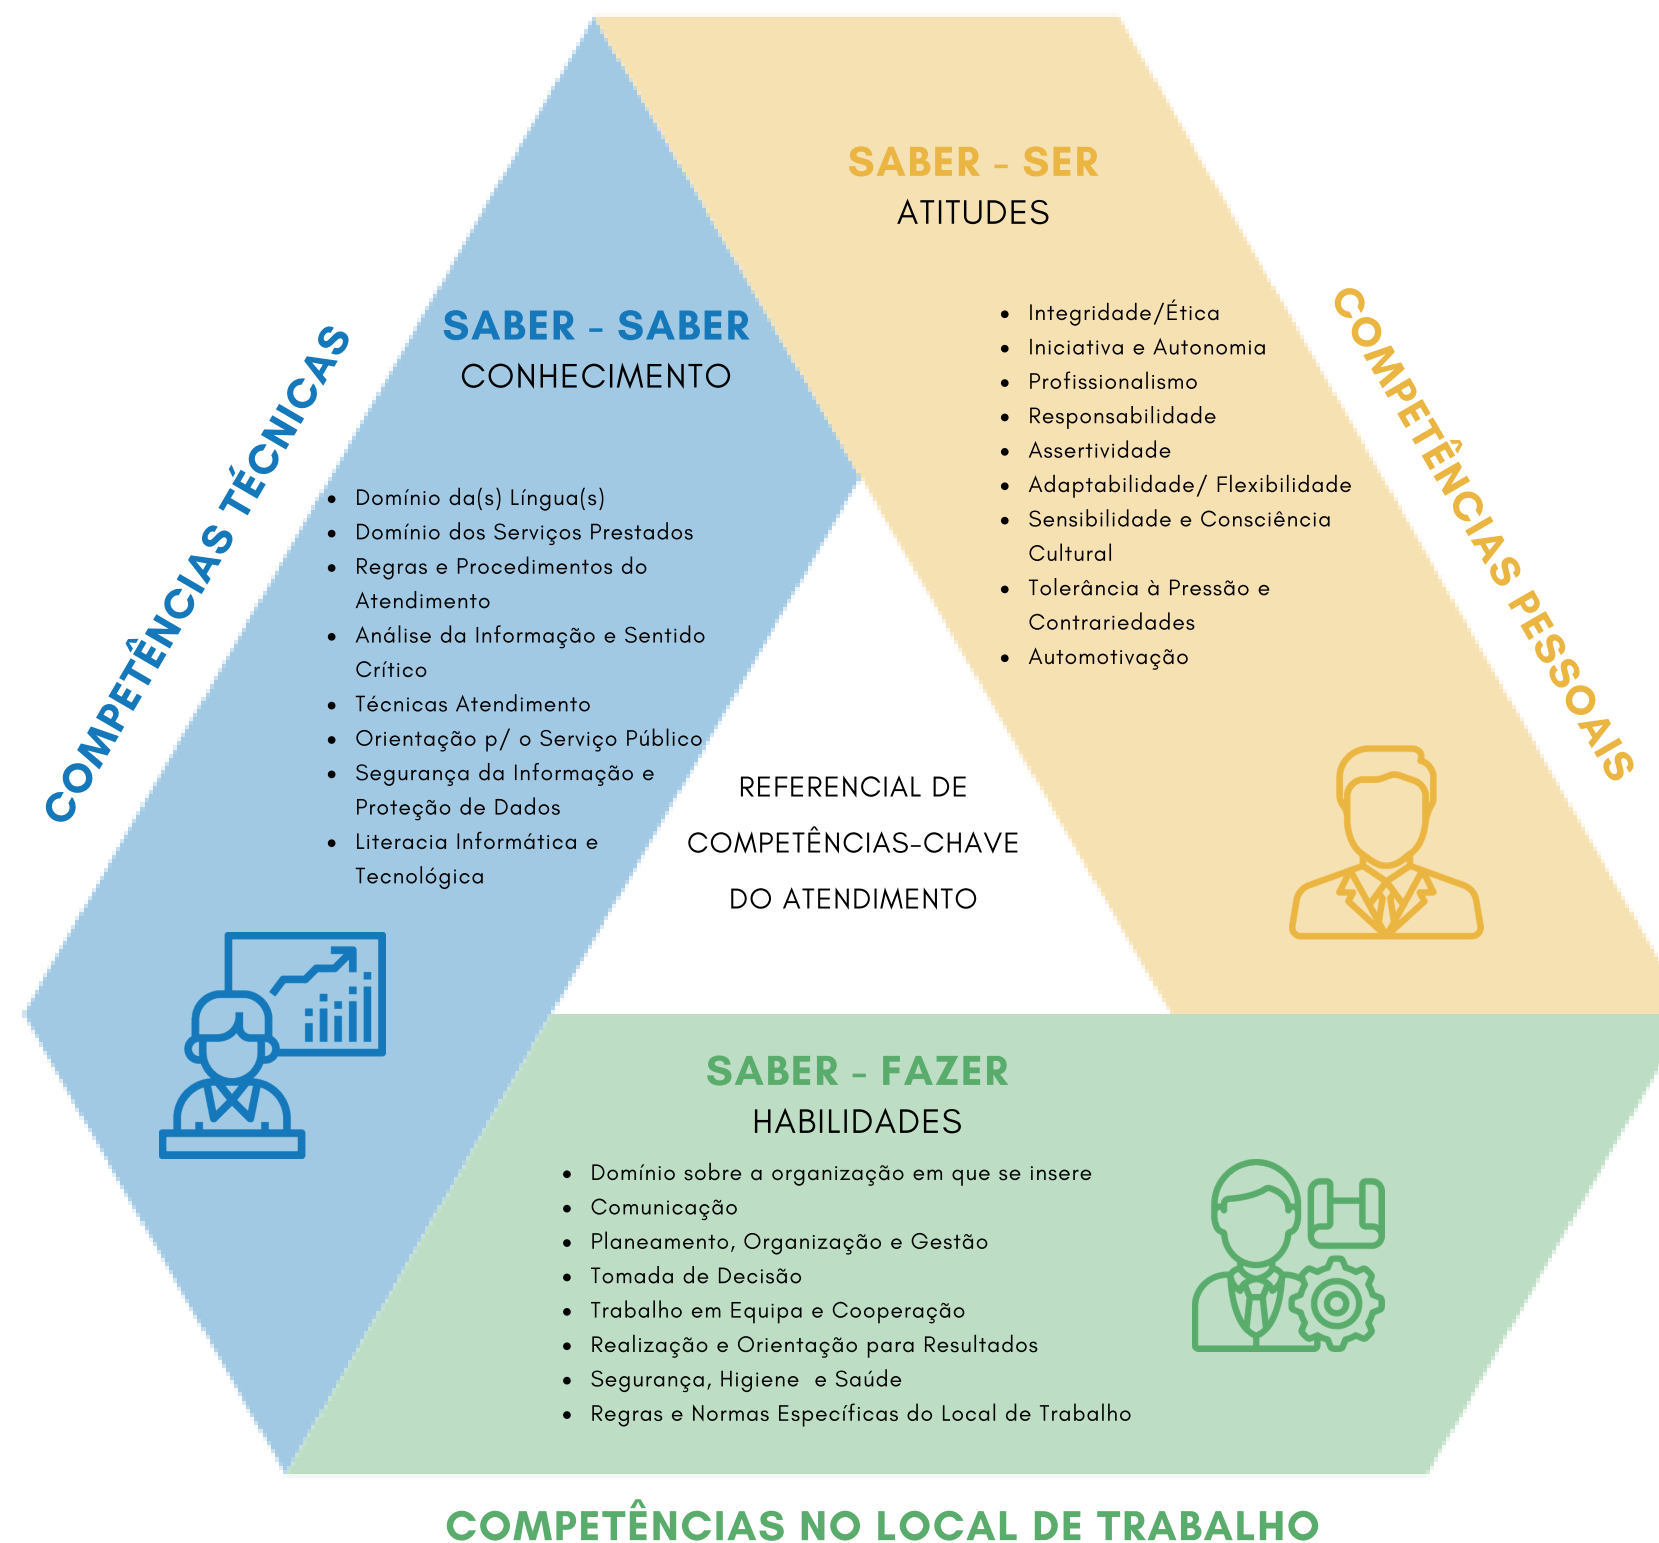 SABER - SER
ATITUDES
Integridade/Ética
Iniciativa e Autonomia
Profissionalismo
Responsabilidade
Assertividade
Adaptabilidade/ Flexibilidade
Sensibilidade e Consciência
Cultural
Tolerância à Pressão e
Contrariedades
Automotivação
COMPETÊNCIAS PESSOAIS
COMPETÊNCIAS TÉCNICAS
SABER - SABER
CONHECIMENTO
Domínio da(s) Língua(s)
Domínio dos Serviços Prestados
Regras e Procedimentos do
Atendimento
Análise da Informação e Sentido
Crítico
Técnicas Atendimento
Orientação p/ o Serviço Público
Segurança da Informação e
Proteção de Dados
Literacia Informática e
Tecnológica
REFERENCIAL DE
COMPETÊNCIAS-CHAVE
DO ATENDIMENTO
SABER - FAZER
HABILIDADES
Domínio sobre a organização em que se insere
Comunicação
Planeamento, Organização e Gestão
Tomada de Decisão
Trabalho em Equipa e Cooperação
Realização e Orientação para Resultados
Segurança, Higiene  e Saúde
Regras e Normas Específicas do Local de Trabalho
COMPETÊNCIAS NO LOCAL DE TRABALHO